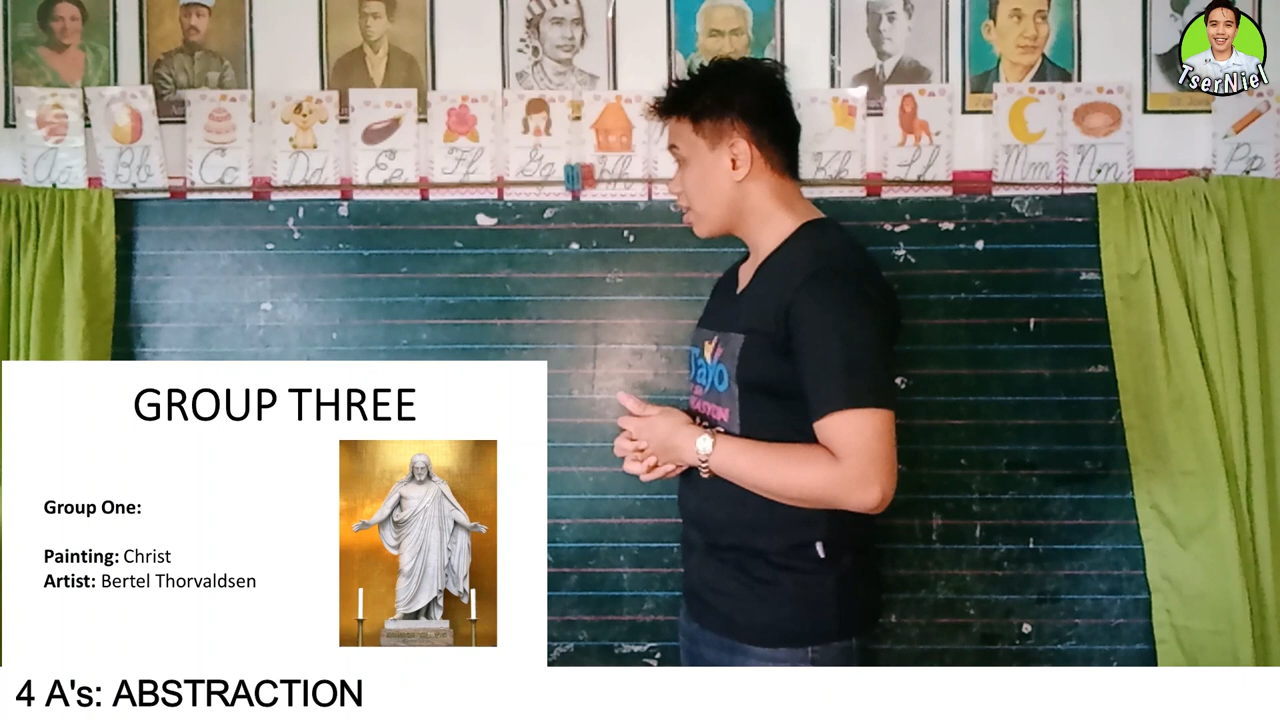 TserNiel
Aa
Bb
Cc
Dd
Ee
Ff
Gg
Hh
Kk
Ll
Mm
Nn
Pp
Tayo
GROUP THREE
Group One:
Painting: Christ
Artist: Bertel Thorvaldsen
4 A's: ABSTRACTION